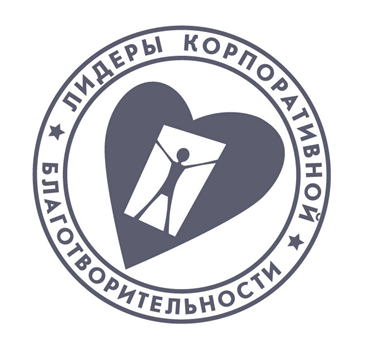 ЛИДЕРЫ КОРПОРАТИВНОЙ
БЛАГОТВОРИТЕЛЬНОСТИ